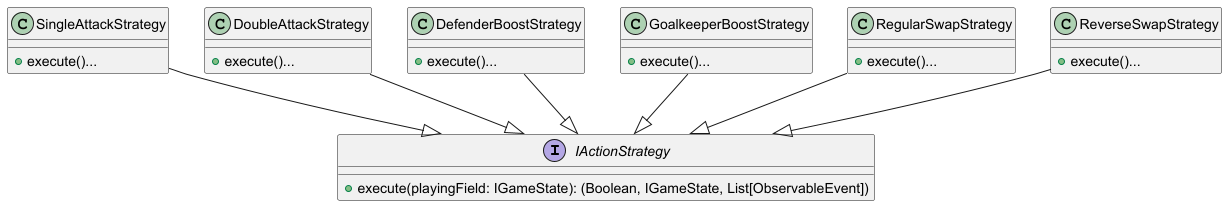 C SingleAttackStrategy
execute()...
C DoubleAttackStrategy
execute()...
C DefenderBoostStrategy
execute()...
C GoalkeeperBoostStrategy
execute()...
C RegularSwapStrategy
execute()...
C ReverseSwapStrategy
execute()...
I IActionStrategy
execute(playingField: IGameState): (Boolean, IGameState, List[ObservableEvent])